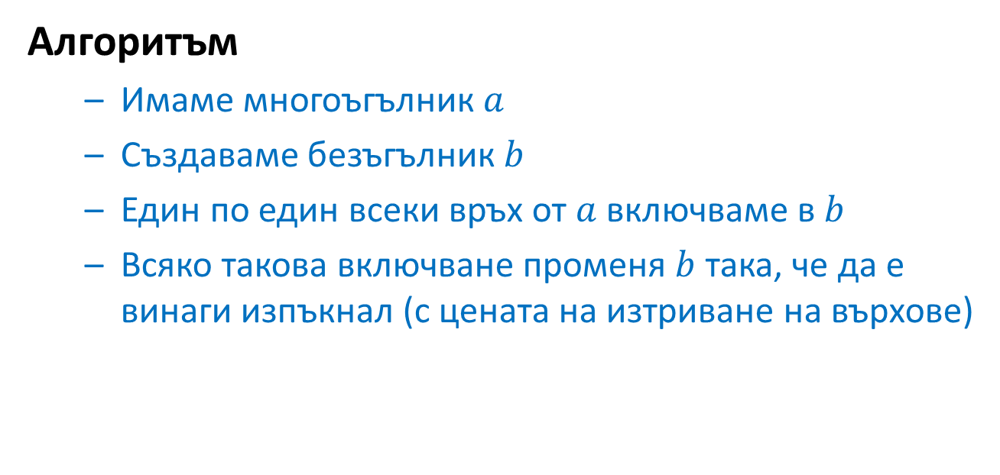 Алгоритъм
– Имаме многоъгълник a
– Създаваме безъгълник b
– Един по един всеки връх от a включваме в b
– Всяко такова включване променя b така, че да е
винаги изпъкнал (с цената на изтриване на върхове)